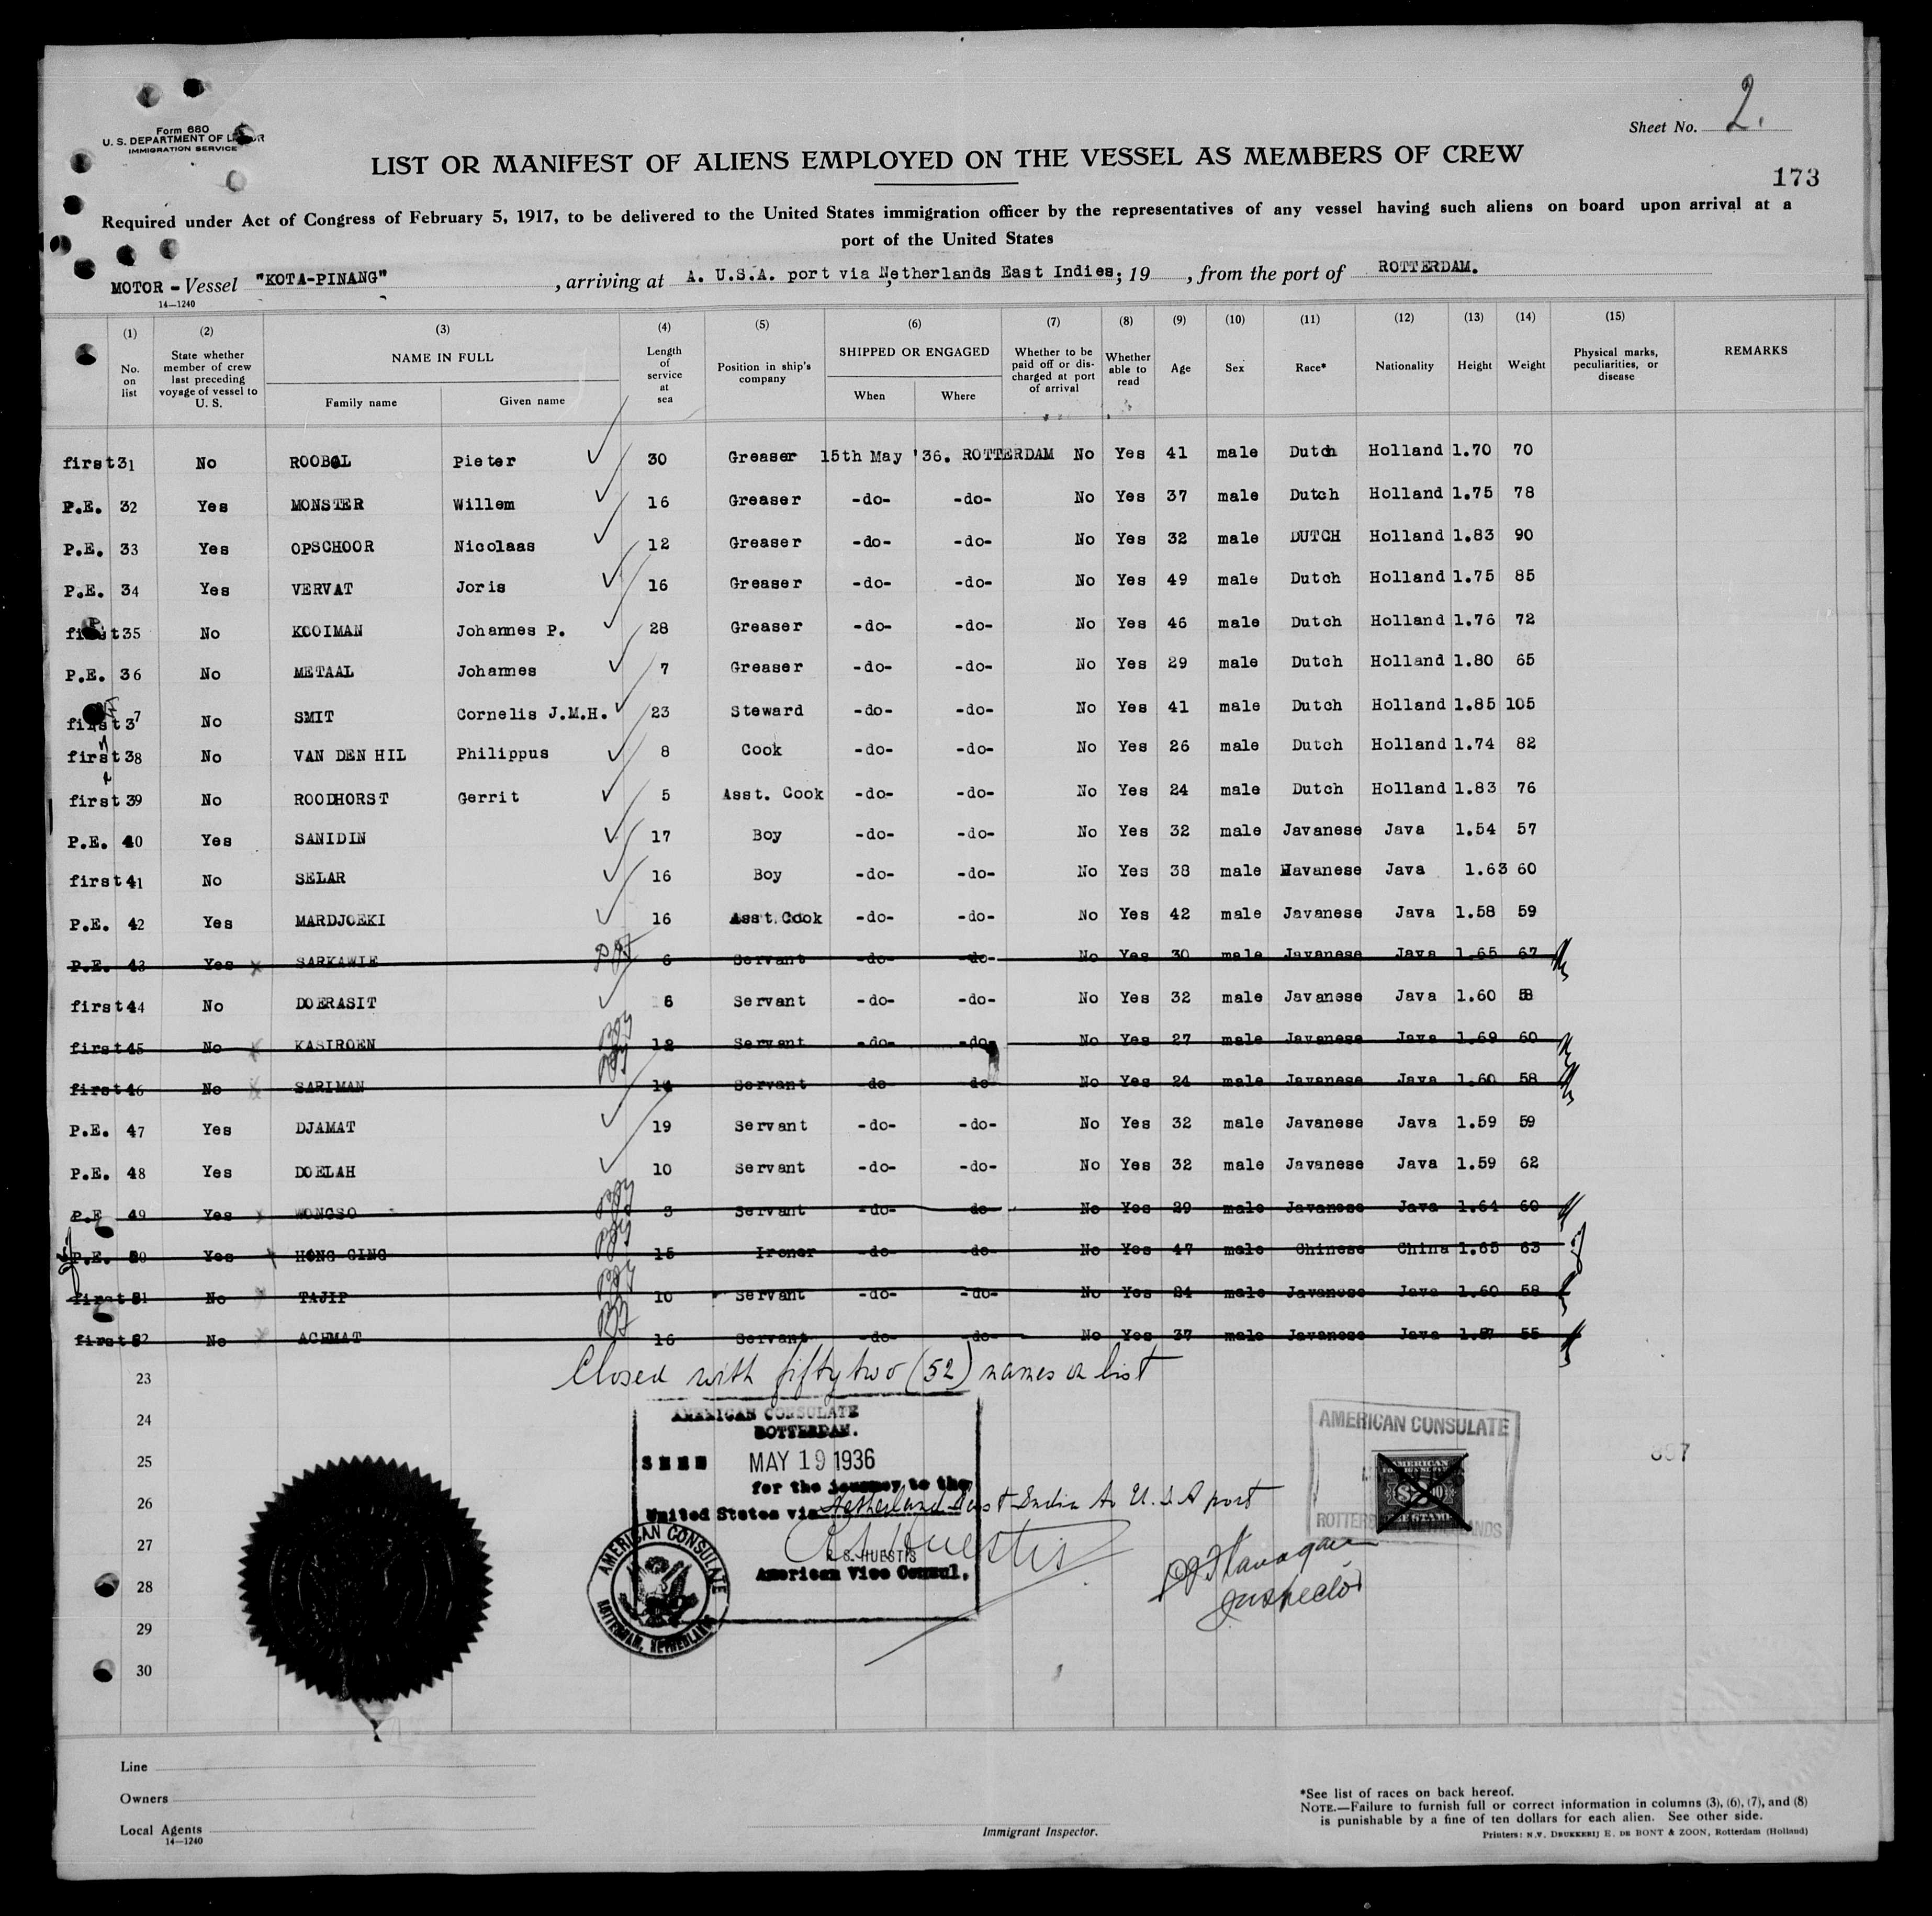 Form 680
U. S. DEPARTMENT OF LABOR
IMMIGRATION SERVICE
Sheet No. 2.
LIST OR MANIFEST OF ALIENS EMPLOYED ON THE VESSEL AS MEMBERS OF CREW
173
Required under Act of Congress of February 5, 1917, to be delivered to the United States immigration officer by the representatives of any vessel having such aliens on board upon arrival at a
port of the United States
MOTOR - Vessel "KOTA-PINANG" , arriving at A. U.S.A. port via Netherlands East Indies; 19 , from the port of ROTTERDAM.
14—1240
(1) (2) (3) (4) (5) (6) (7) (8) (9) (10) (11) (12) (13) (14) (15)
No. on list
State whether member of crew last preceding voyage of vessel to U. S.
NAME IN FULL
Family name
Given name
Length of service at sea
Position in ship's company
SHIPPED OR ENGAGED
When
Where
Whether to be paid off or discharged at port of arrival
Whether able to read
Age
Sex
Race*
Nationality
Height
Weight
Physical marks, peculiarities, or disease
REMARKS
first 31 No ROOBOL Pieter 30 Greaser 15th May '36. ROTTERDAM No Yes 41 male Dutch Holland 1.70 70
P.E. 32 Yes MONSTER Willem 16 Greaser -do- -do- No Yes 37 male Dutch Holland 1.75 78
P.E. 33 Yes OPSCHOOR Nicolaas 12 Greaser -do- -do- No Yes 32 male DUTCH Holland 1.83 90
P.E. 34 Yes VERVAT Joris 16 Greaser -do- -do- No Yes 49 male Dutch Holland 1.75 85
first 35 No KOOIMAN Johannes P. 28 Greaser -do- -do- No Yes 46 male Dutch Holland 1.76 72
P.E. 36 No METAAL Johannes 7 Greaser -do- -do- No Yes 29 male Dutch Holland 1.80 65
first 37 No SMIT Cornelis J.M.H. 23 Steward -do- -do- No Yes 41 male Dutch Holland 1.85 105
first 38 No VAN DEN HIL Philippus 8 Cook -do- -do- No Yes 26 male Dutch Holland 1.74 82
first 39 No ROODHORST Gerrit 5 Asst. Cook -do- -do- No Yes 24 male Dutch Holland 1.83 76
P.E. 40 Yes SANIDIN 17 Boy -do- -do- No Yes 32 male Javanese Java 1.54 57
first 41 No SELAR 16 Boy -do- -do- No Yes 38 male Havanese Java 1.63 60
P.E. 42 Yes MARDJOEKI 16 Asst.Cook -do- -do- No Yes 42 male Javanese Java 1.58 59
P.E. 43 Yes SARKAWIE 6 Servant -do- -do- No Yes 30 male Javanese Java 1.65 67
first 44 No DOERASIT 6 Servant -do- -do- No Yes 32 male Javanese Java 1.60 58
first 45 No KASIROEN 12 Servant -do- -do- No Yes 27 male Javanese Java 1.69 60
first 46 No SARIMAN 14 Servant -do- -do- No Yes 24 male Javanese Java 1.60 58
P.E. 47 Yes DJAMAT 19 Servant -do- -do- No Yes 32 male Javanese Java 1.59 59
P.E. 48 Yes DOELAH 10 Servant -do- -do- No Yes 32 male Javanese Java 1.59 62
P.E 49 Yes WONGSO 3 Servant -do- -do- No Yes 29 male Javanese Java 1.64 60
P.E. 50 Yes HONG GING 15 Ironer -do- -do- No Yes 47 male Chinese China 1.65 63
first 51 No TAJIP 10 Servant -do- -do- No Yes 24 male Javanese Java 1.60 58
first 52 No ACHMAT 16 Servant -do- -do- No Yes 37 male Javanese Java 1.57 55
23
Closed with fifty two (52) names on list
24
AMERICAN CONSULATE
ROTTERDAM.
AMERICAN CONSULATE
25
SEEN MAY 19 1936
for the journey to the
AMERICAN
26
United States via Netherland East India to U.S.A port
ROTTERDAM, NETHERLANDS
27
R S Huestis
R. S. HUESTIS
American Vice Consul.
AMERICAN CONSULATE
ROTTERDAM, NETHERLANDS
Flanagan
Inspector
28
29
30
Line
Owners
Local Agents
14—1240
Immigrant Inspector.
*See list of races on back hereof.
NOTE.—Failure to furnish full or correct information in columns (3), (6), (7), and (8)
is punishable by a fine of ten dollars for each alien. See other side.
Printers: N.V. DRUKKERIJ E. DE BONT & ZOON, Rotterdam (Holland)